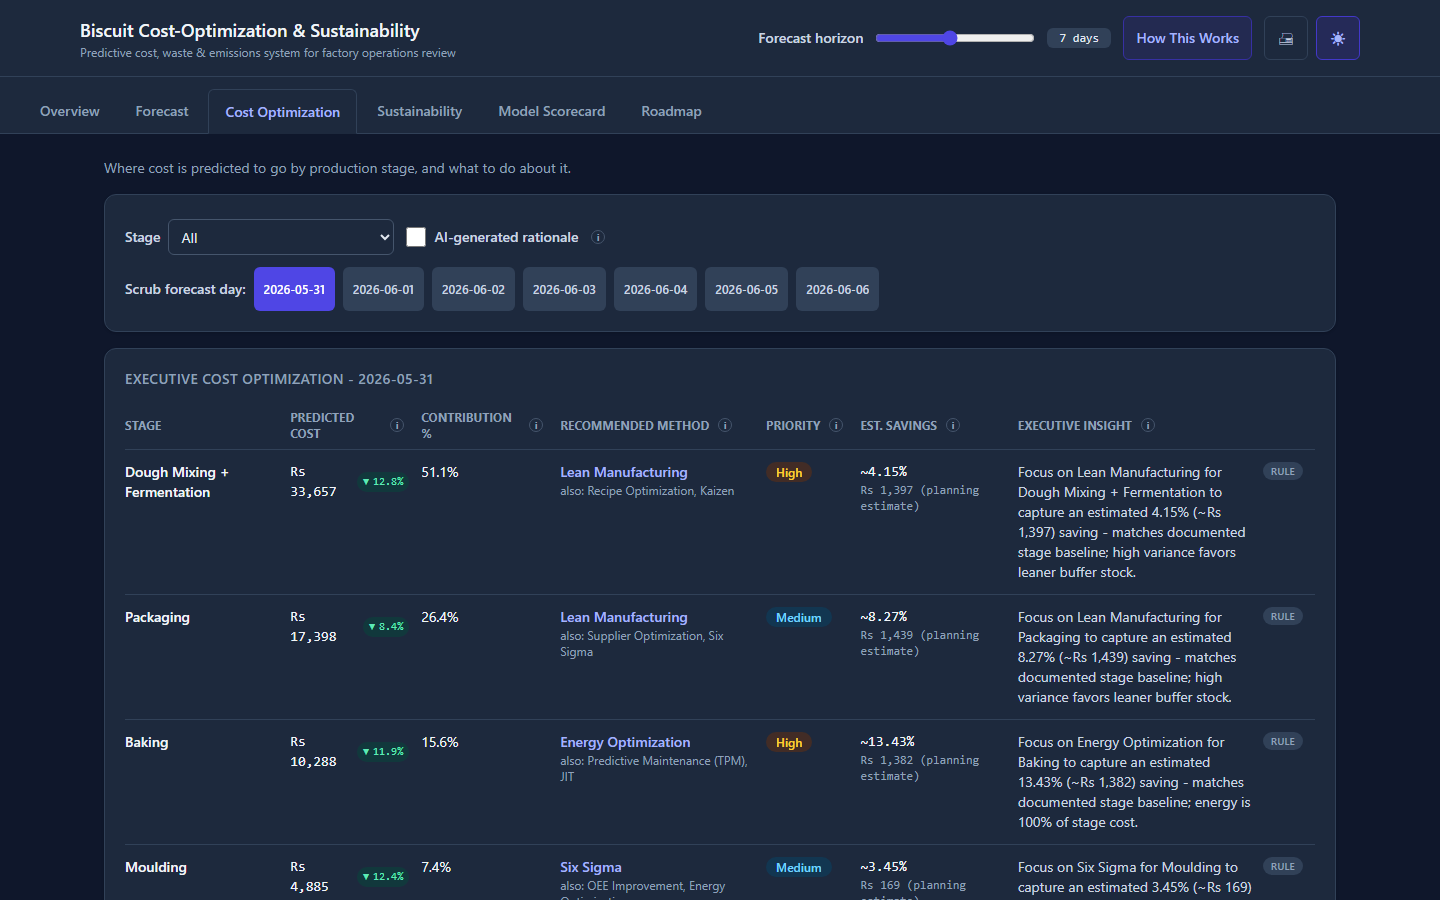 Biscuit Cost-Optimization & Sustainability
Predictive cost, waste & emissions system for factory operations review
Forecast horizon
7 days
How This Works
Overview
Forecast
Cost Optimization
Sustainability
Model Scorecard
Roadmap
Where cost is predicted to go by production stage, and what to do about it.
Stage
All
AI-generated rationale
i
Scrub forecast day:
2026-05-31
2026-06-01
2026-06-02
2026-06-03
2026-06-04
2026-06-05
2026-06-06
EXECUTIVE COST OPTIMIZATION - 2026-05-31
STAGE
PREDICTED
COST
i
CONTRIBUTION
%
i
RECOMMENDED METHOD i
PRIORITY i
EST. SAVINGS i
EXECUTIVE INSIGHT i
Dough Mixing +
Fermentation
Rs
33,657
▼ 12.8%
51.1%
Lean Manufacturing
also: Recipe Optimization, Kaizen
High
~4.15%
Rs 1,397 (planning
estimate)
Focus on Lean Manufacturing for
Dough Mixing + Fermentation to
capture an estimated 4.15% (~Rs
1,397) saving - matches documented
stage baseline; high variance favors
leaner buffer stock.
RULE
Packaging
Rs
17,398
▼ 8.4%
26.4%
Lean Manufacturing
also: Supplier Optimization, Six
Sigma
Medium
~8.27%
Rs 1,439 (planning
estimate)
Focus on Lean Manufacturing for
Packaging to capture an estimated
8.27% (~Rs 1,439) saving - matches
documented stage baseline; high
variance favors leaner buffer stock.
RULE
Baking
Rs
10,288
▼ 11.9%
15.6%
Energy Optimization
also: Predictive Maintenance (TPM),
JIT
High
~13.43%
Rs 1,382 (planning
estimate)
Focus on Energy Optimization for
Baking to capture an estimated
13.43% (~Rs 1,382) saving - matches
documented stage baseline; energy is
100% of stage cost.
RULE
Moulding
Rs
4,885
▼ 12.4%
7.4%
Six Sigma
also: OEE Improvement, Energy
Medium
~3.45%
Rs 169 (planning
Focus on Six Sigma for Moulding to
capture an estimated 3.45% (~Rs 169)
RULE